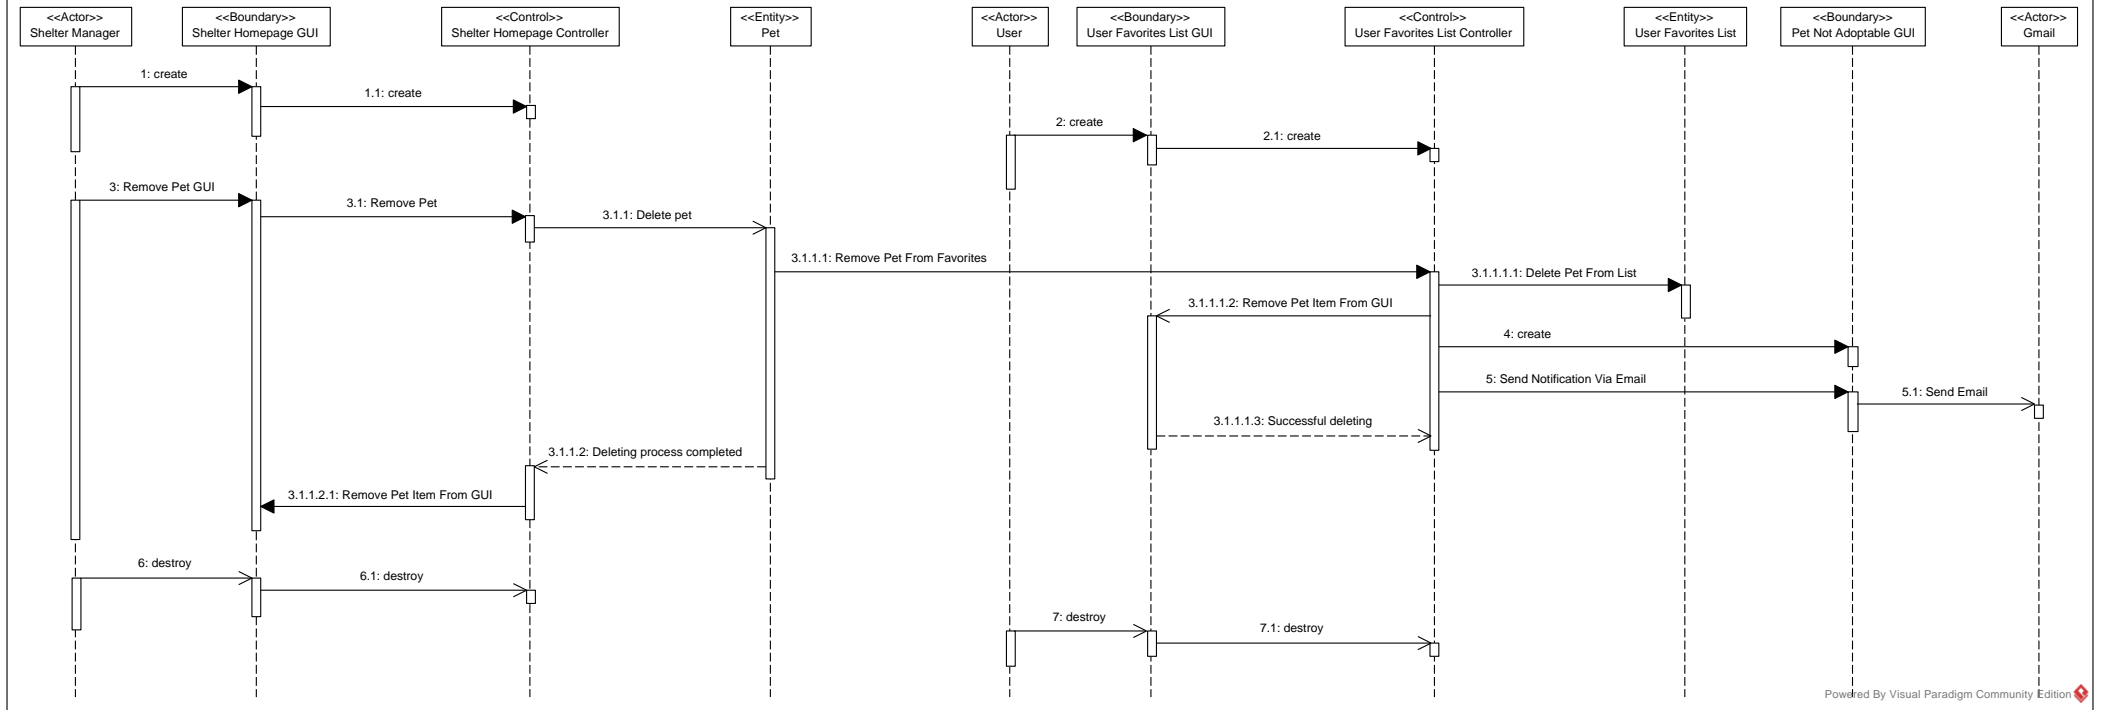 <<Actor>>
Shelter Manager
<<Boundary>>
Shelter Homepage GUI
<<Control>>
Shelter Homepage Controller
<<Entity>>
Pet
<<Actor>>
User
<<Boundary>>
User Favorites List GUI
<<Control>>
User Favorites List Controller
<<Entity>>
User Favorites List
<<Boundary>>
Pet Not Adoptable GUI
<<Actor>>
Gmail
1: create
1.1: create
2: create
2.1: create
3: Remove Pet GUI
3.1: Remove Pet
3.1.1: Delete pet
3.1.1.1: Remove Pet From Favorites
3.1.1.1.1: Delete Pet From List
3.1.1.1.2: Remove Pet Item From GUI
4: create
5: Send Notification Via Email
5.1: Send Email
3.1.1.1.3: Successful deleting
3.1.1.2: Deleting process completed
3.1.1.2.1: Remove Pet Item From GUI
6: destroy
6.1: destroy
7: destroy
7.1: destroy
Powered By Visual Paradigm Community Edition